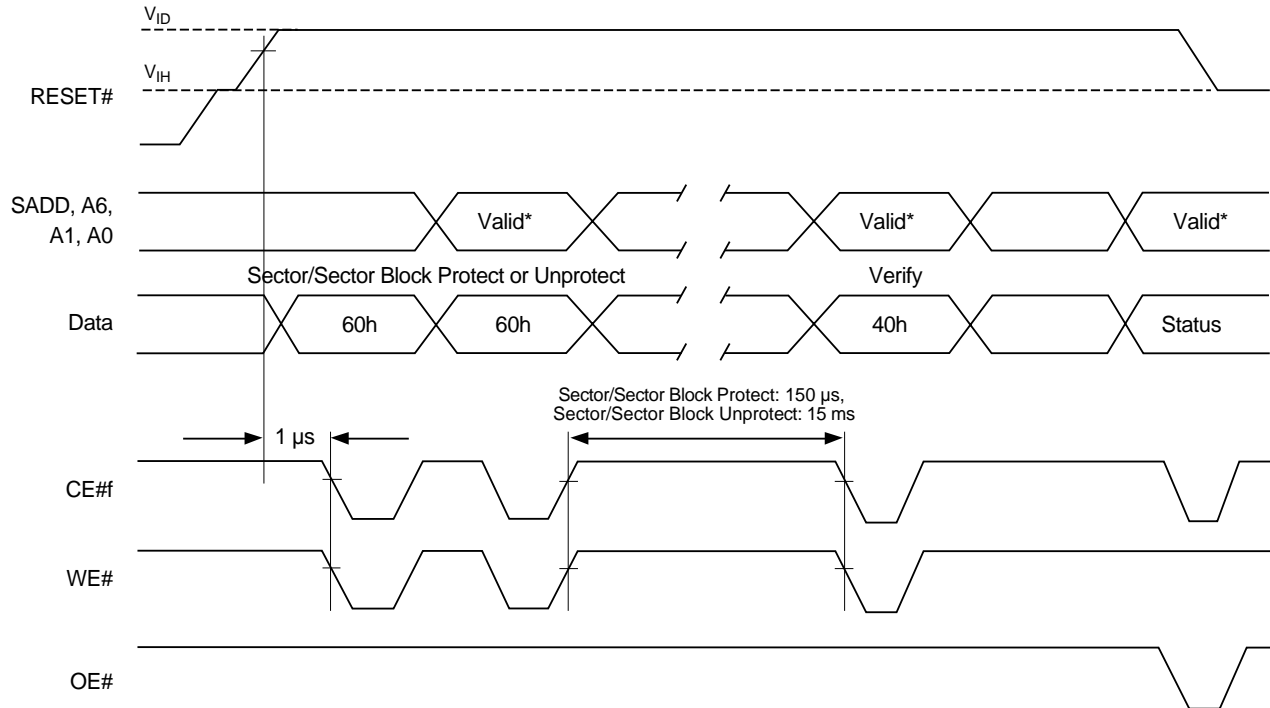 VID
VIH
RESET#
SADD, A6,
A1, A0
Valid*
Valid*
Valid*
Sector/Sector Block Protect or Unprotect
Verify
Data
60h
60h
40h
Status
Sector/Sector Block Protect: 150 µs,
Sector/Sector Block Unprotect: 15 ms
1 µs
CE#f
WE#
OE#